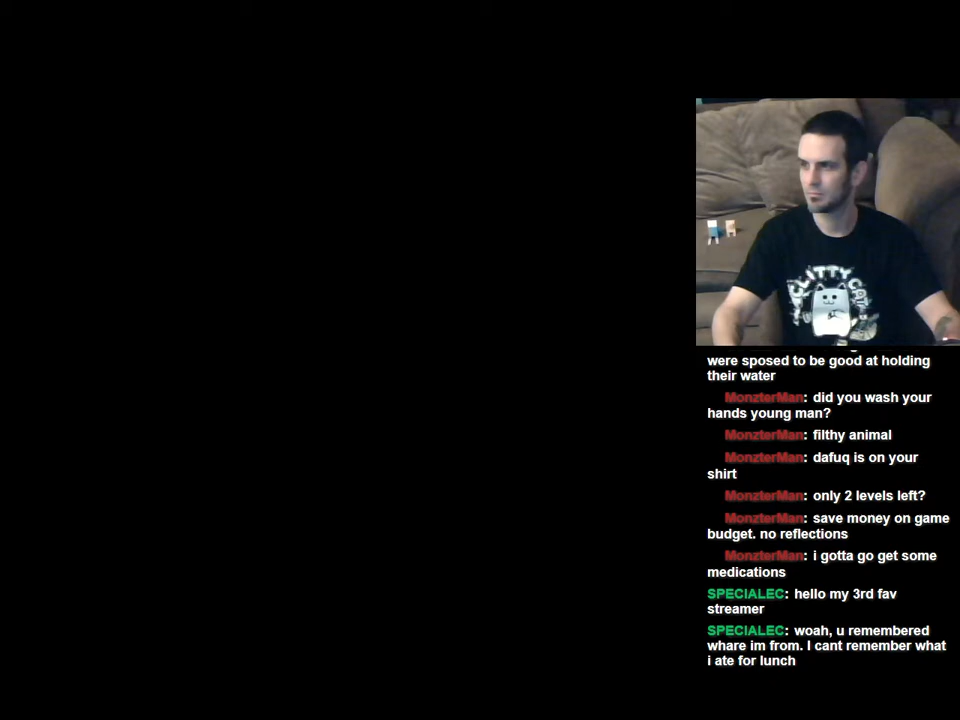 were sposed to be good at holding
their water
MonzterMan: did you wash your
hands young man?
MonzterMan: filthy animal
MonzterMan: dafuq is on your
shirt
MonzterMan: only 2 levels left?
MonzterMan: save money on game
budget. no reflections
MonzterMan: i gotta go get some
medications
SPECIALEC: hello my 3rd fav
streamer
SPECIALEC: woah, u remembered
whare im from. I cant remember what
i ate for lunch